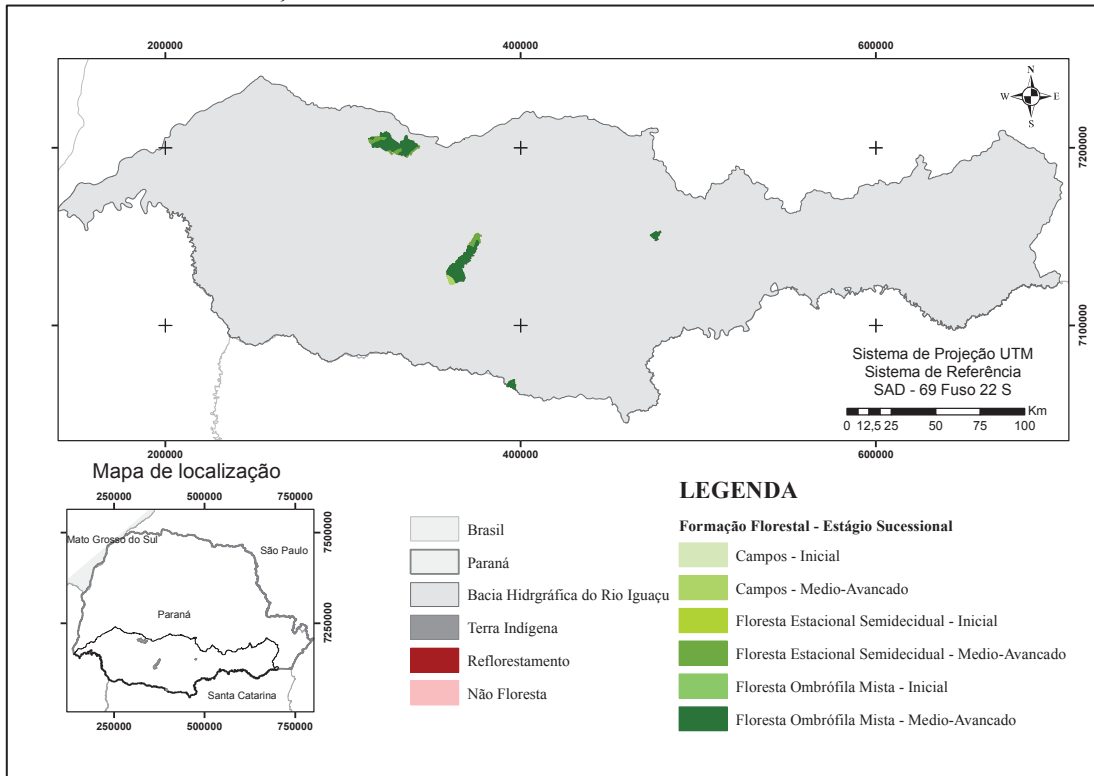 200000 400000 600000
N
W E
S
7200000
7100000
Sistema de Projeção UTM
Sistema de Referência
SAD - 69 Fuso 22 S
Km
0 12,5 25 50 75 100
200000 400000 600000
Mapa de localização
250000 500000 750000
Mato Grosso do Sul
São Paulo
Paraná
Santa Catarina
7500000
7250000
250000 500000 750000
Brasil
Paraná
Bacia Hidrgráfica do Rio Iguaçu
Terra Indígena
Reflorestamento
Não Floresta
LEGENDA
Formação Florestal - Estágio Sucessional
Campos - Inicial
Campos - Medio-Avancado
Floresta Estacional Semidecidual - Inicial
Floresta Estacional Semidecidual - Medio-Avancado
Floresta Ombrófila Mista - Inicial
Floresta Ombrófila Mista - Medio-Avancado